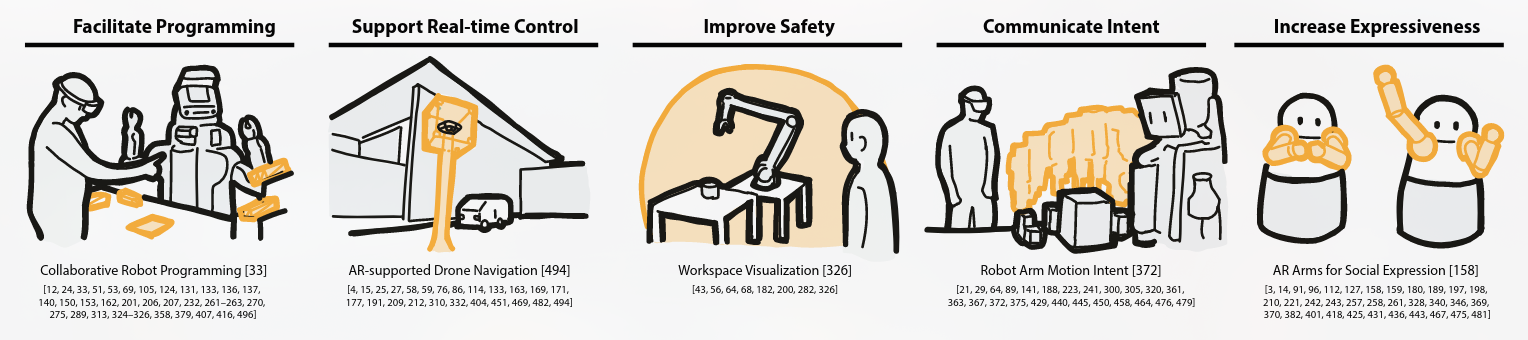 Facilitate Programming
Support Real-time Control
Improve Safety
Communicate Intent
Increase Expressiveness
Collaborative Robot Programming [33]
[12, 24, 33, 51, 53, 69, 105, 124, 131, 133, 136, 137,
140, 150, 153, 162, 201, 206, 207, 232, 261–263, 270,
275, 289, 313, 324–326, 358, 379, 407, 416, 496]
AR-supported Drone Navigation [494]
[4, 15, 25, 27, 58, 59, 76, 86, 114, 133, 163, 169, 171,
177, 191, 209, 212, 310, 332, 404, 451, 469, 482, 494]
Workspace Visualization [326]
[43, 56, 64, 68, 182, 200, 282, 326]
Robot Arm Motion Intent [372]
[21, 29, 64, 89, 141, 188, 223, 241, 300, 305, 320, 361,
363, 367, 372, 375, 429, 440, 445, 450, 458, 464, 476, 479]
AR Arms for Social Expression [158]
[3, 14, 91, 96, 112, 127, 158, 159, 180, 189, 197, 198,
210, 221, 242, 243, 257, 258, 261, 328, 340, 346, 369,
370, 382, 401, 418, 425, 431, 436, 443, 467, 475, 481]